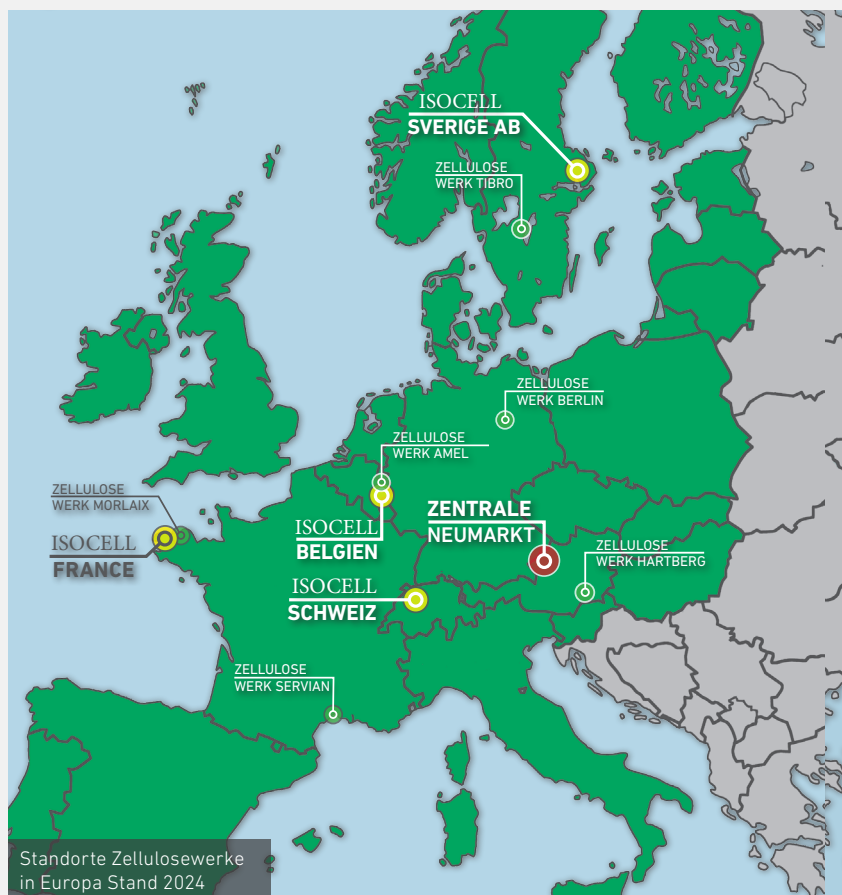 ISOCELL
SVERIGE AB
ZELLULOSE
WERK TIBRO
ZELLULOSE
WERK BERLIN
ZELLULOSE
WERK AMEL
ZELLULOSE
WERK MORLAIX
ISOCELL
FRANCE
ISOCELL
BELGIEN
ZENTRALE
NEUMARKT
ZELLULOSE
WERK HARTBERG
ISOCELL
SCHWEIZ
ZELLULOSE
WERK SERVIAN
Standorte Zellulosewerke
in Europa Stand 2024